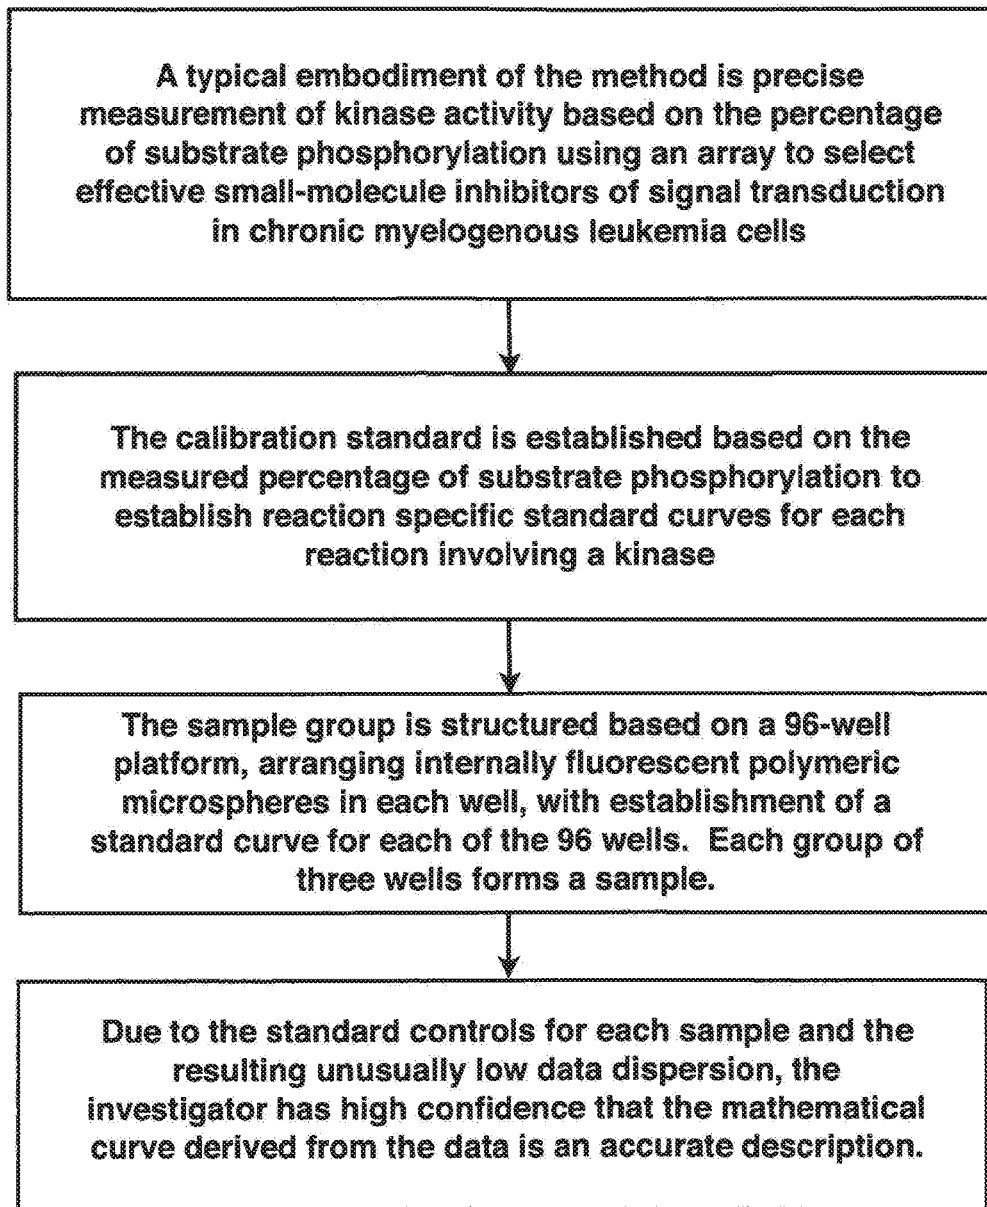 A typical embodiment of the method is precise
measurement of kinase activity based on the percentage
of substrate phosphorylation using an array to select
effective small-molecule inhibitors of signal transduction
in chronic myelogenous leukemia cells
The calibration standard is established based on the
measured percentage of substrate phosphorylation to
establish reaction specific standard curves for each
reaction involving a kinase
The sample group is structured based on a 96-well
platform, arranging internally fluorescent polymeric
microspheres in each well, with establishment of a
standard curve for each of the 96 wells. Each group of
three wells forms a sample.
Due to the standard controls for each sample and the
resulting unusually low data dispersion, the
investigator has high confidence that the mathematical
curve derived from the data is an accurate description.